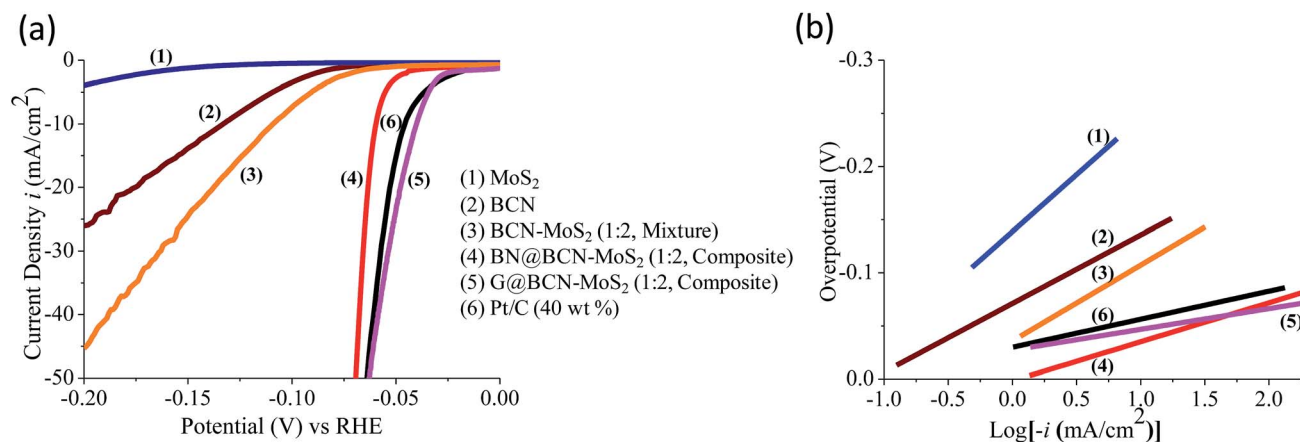 (a)
(1)
(2)
(3)
(4)
(5)
(6)
0
-10
-20
-30
-40
-50
Current Density i (mA/cm²)
-0.20
-0.15
-0.10
-0.05
0.00
Potential (V) vs RHE
(1) MoS₂
(2) BCN
(3) BCN-MoS₂ (1:2, Mixture)
(4) BN@BCN-MoS₂ (1:2, Composite)
(5) G@BCN-MoS₂ (1:2, Composite)
(6) Pt/C (40 wt %)
(b)
-0.3
-0.2
-0.1
0.0
Overpotential (V)
(1)
(2)
(3)
(6)
(5)
(4)
-1.0
-0.5
0.0
0.5
1.0
1.5
2.0
Log[-i (mA/cm²)]